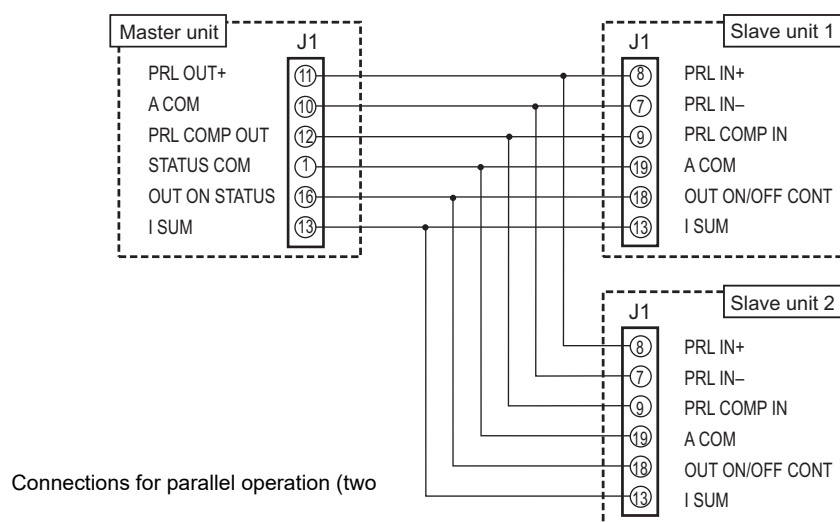 Master unit
J1
PRL OUT+ 11
A COM 10
PRL COMP OUT 12
STATUS COM 1
OUT ON STATUS 16
I SUM 13
Slave unit 1
J1
8 PRL IN+
7 PRL IN–
9 PRL COMP IN
19 A COM
18 OUT ON/OFF CONT
13 I SUM
Slave unit 2
J1
8 PRL IN+
7 PRL IN–
9 PRL COMP IN
19 A COM
18 OUT ON/OFF CONT
13 I SUM
Connections for parallel operation (two